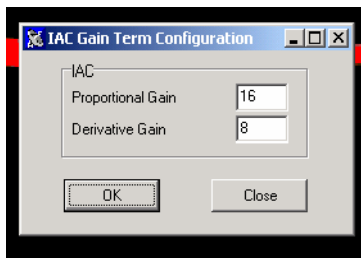 IAC Gain Term Configuration
IAC
Proportional Gain 16
Derivative Gain 8
OK Close